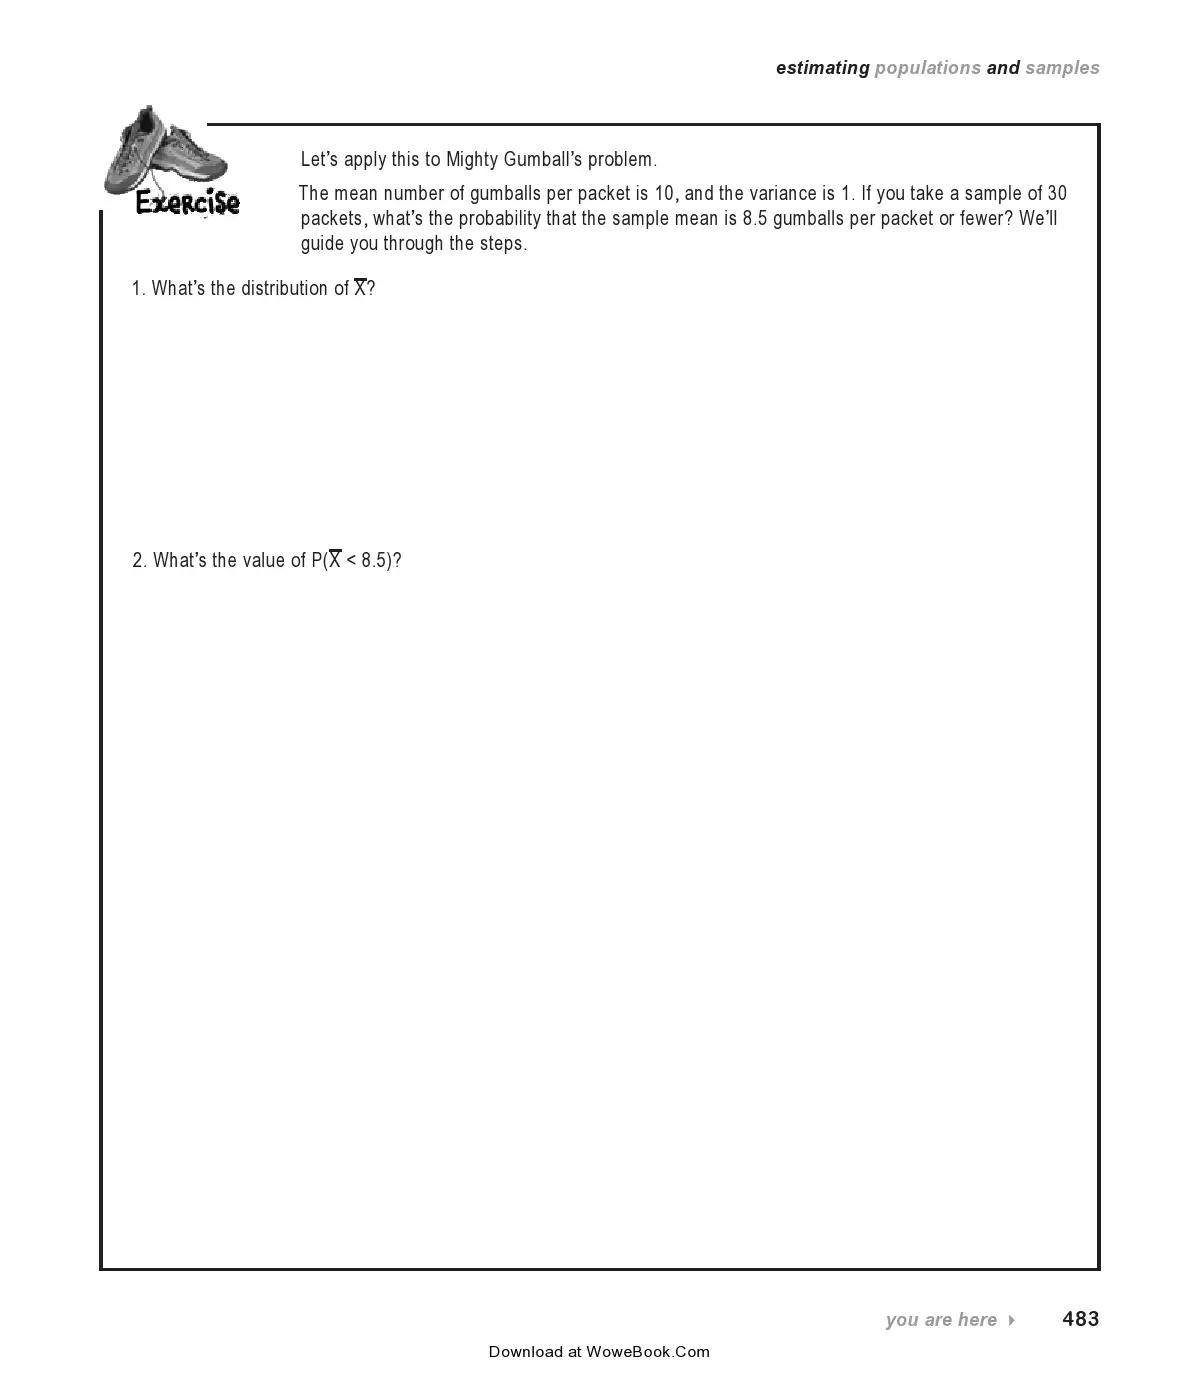 estimating populations and samples
Exercise
Let’s apply this to Mighty Gumball’s problem.
The mean number of gumballs per packet is 10, and the variance is 1. If you take a sample of 30
packets, what’s the probability that the sample mean is 8.5 gumballs per packet or fewer? We’ll
guide you through the steps.
1. What’s the distribution of X̅?
2. What’s the value of P(X̅ < 8.5)?
you are here 483
Download at WoweBook.Com